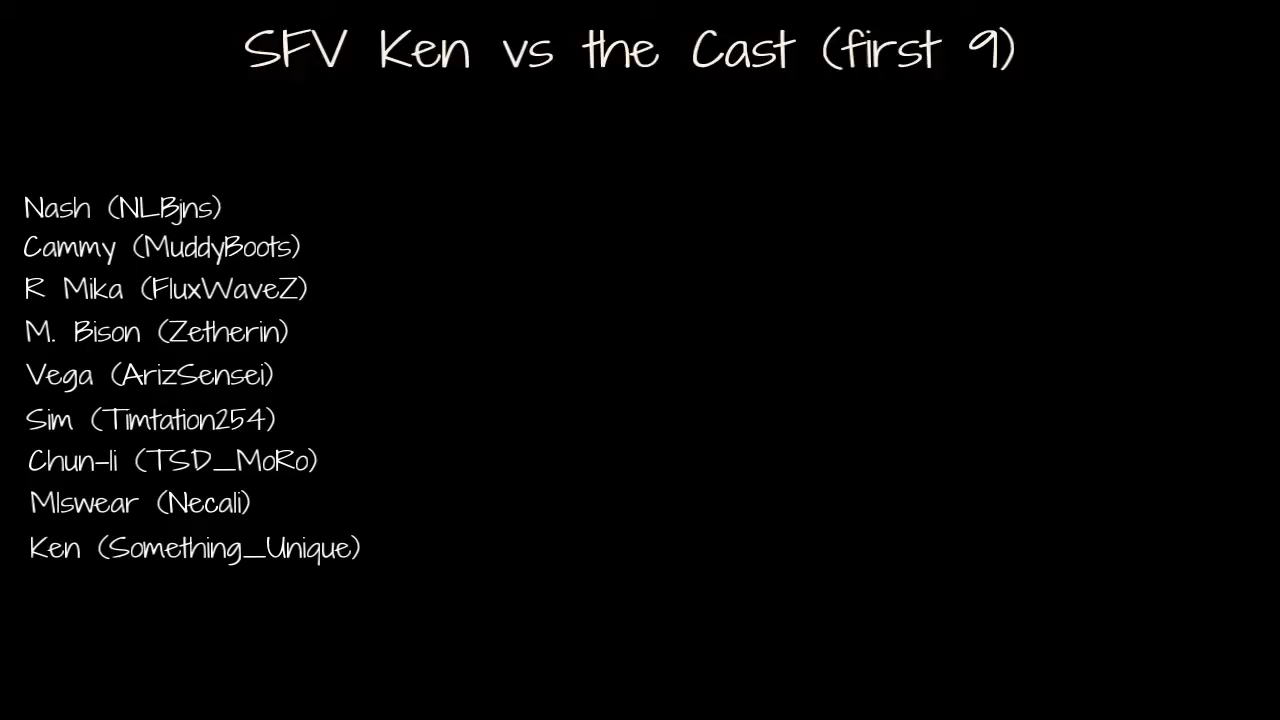 SFV Ken vs the Cast (first 9)
Nash (NLBjns)
Cammy (MuddyBoots)
R Mika (FluxWaveZ)
M. Bison (Zetherin)
Vega (ArizSensei)
Sim (Timtation254)
Chun-li (TSD_MoRo)
Mlswear (Necali)
Ken (Something_Unique)